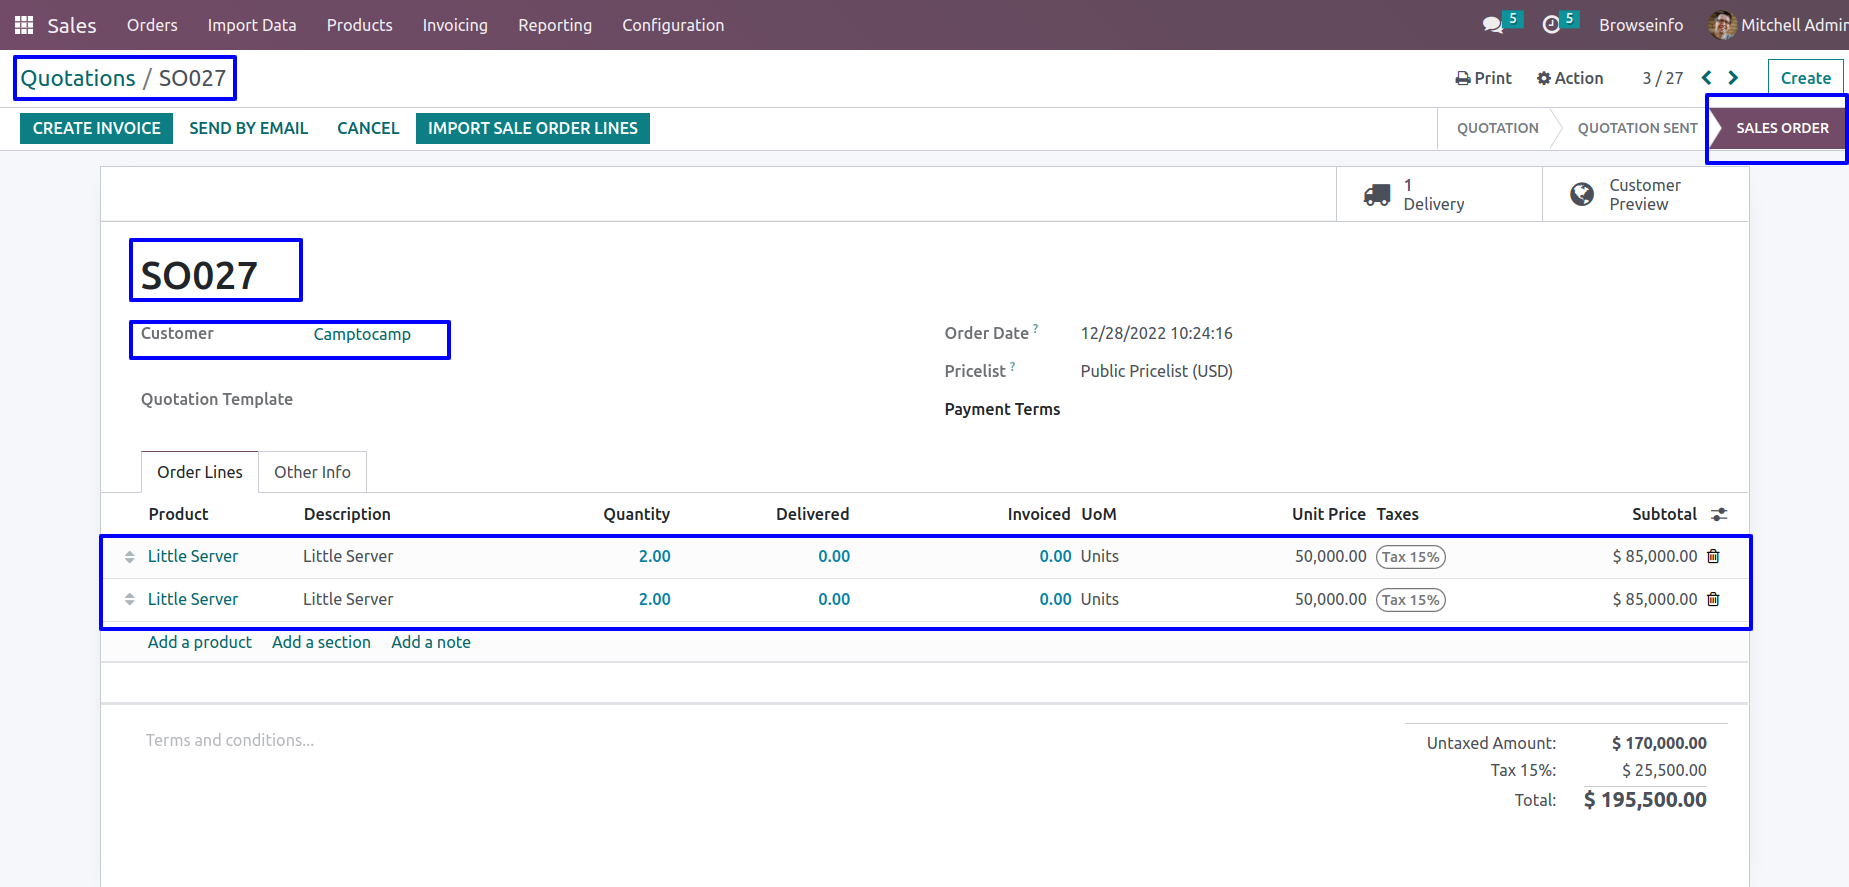 Sales Orders Import Data Products Invoicing Reporting Configuration 5 5 Browseinfo Mitchell Admin
Quotations / SO027 Print Action 3 / 27 Create
CREATE INVOICE SEND BY EMAIL CANCEL IMPORT SALE ORDER LINES QUOTATION QUOTATION SENT SALES ORDER
1 Delivery
Customer Preview
SO027
Customer Camptocamp
Order Date ? 12/28/2022 10:24:16
Pricelist ? Public Pricelist (USD)
Quotation Template
Payment Terms
Order Lines Other Info
Product Description Quantity Delivered Invoiced UoM Unit Price Taxes Subtotal
Little Server Little Server 2.00 0.00 0.00 Units 50,000.00 Tax 15% $ 85,000.00
Little Server Little Server 2.00 0.00 0.00 Units 50,000.00 Tax 15% $ 85,000.00
Add a product Add a section Add a note
Terms and conditions...
Untaxed Amount: $ 170,000.00
Tax 15%: $ 25,500.00
Total: $ 195,500.00